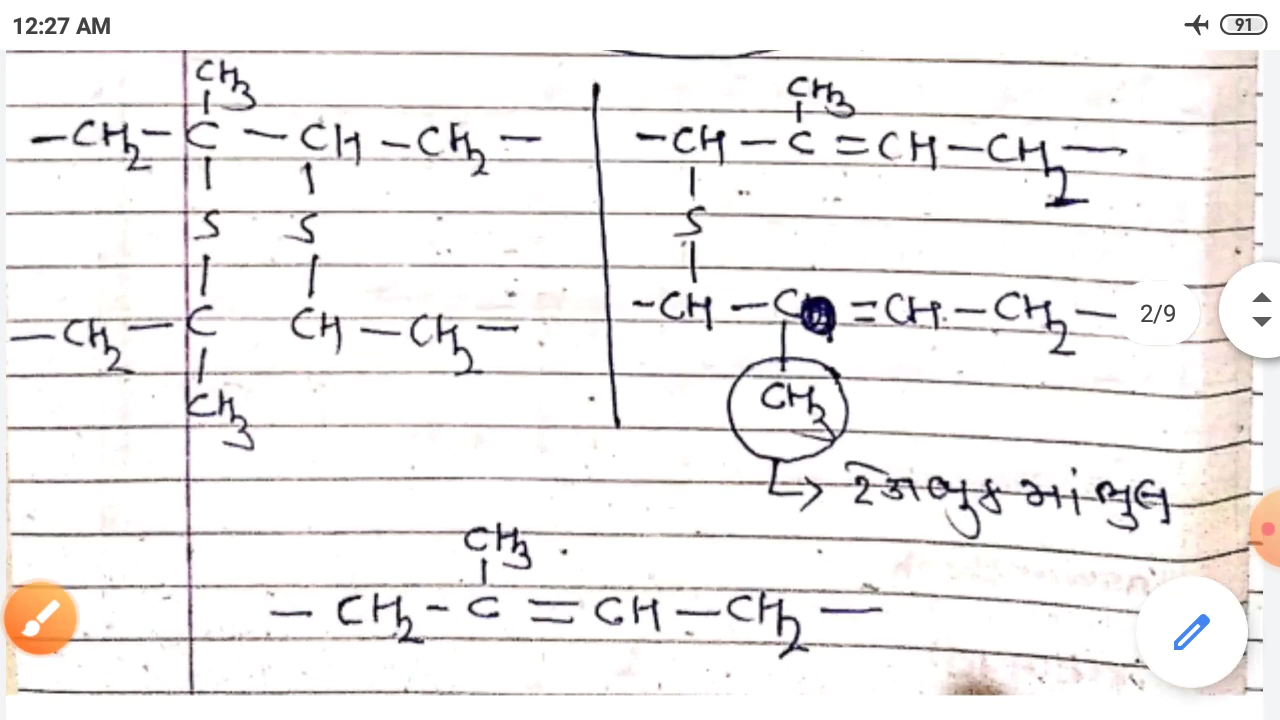 12:27 AM
91
CH3
CH3
-CH2-C-CH-CH2-
-CH-C=CH-CH2-
S S
S
-CH2-C CH-CH2-
-CH-C =CH-CH2-
2/9
CH3
CH3
CH3
-CH2-C=CH-CH2-